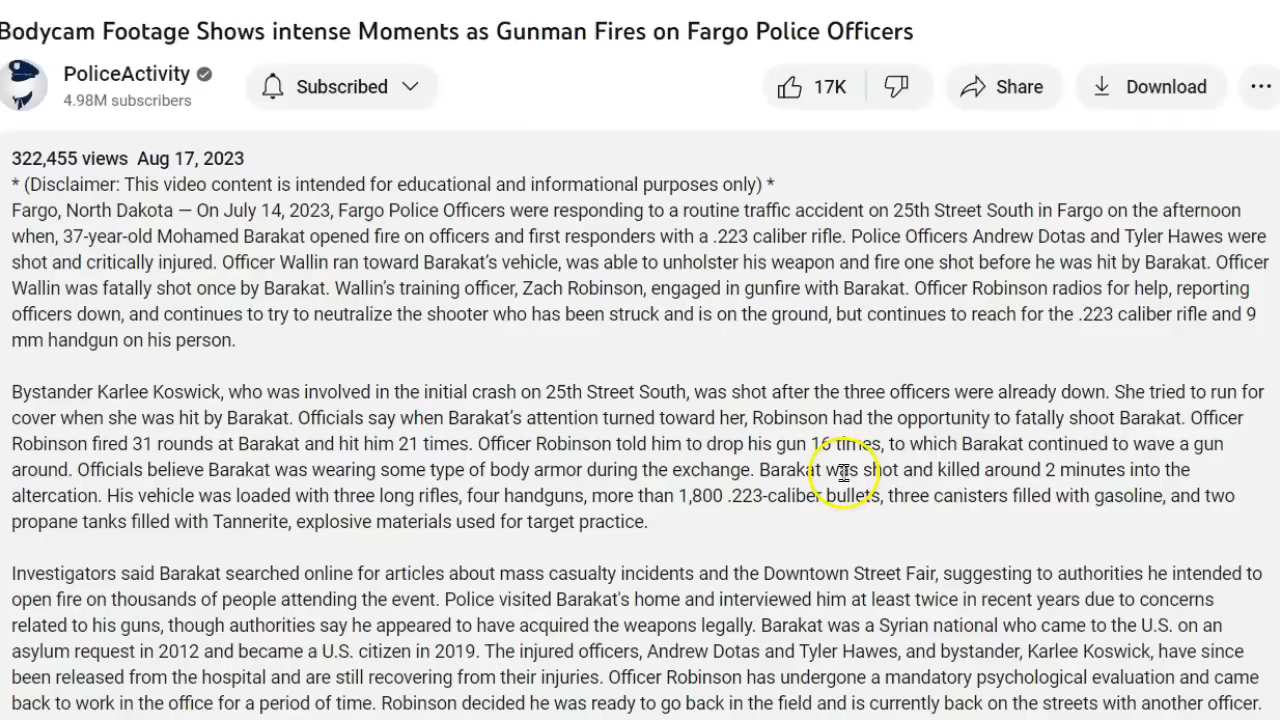 Bodycam Footage Shows intense Moments as Gunman Fires on Fargo Police Officers
PoliceActivity
4.98M subscribers
Subscribed
17K
Share
Download
322,455 views Aug 17, 2023
* (Disclaimer: This video content is intended for educational and informational purposes only) *
Fargo, North Dakota — On July 14, 2023, Fargo Police Officers were responding to a routine traffic accident on 25th Street South in Fargo on the afternoon
when, 37-year-old Mohamed Barakat opened fire on officers and first responders with a .223 caliber rifle. Police Officers Andrew Dotas and Tyler Hawes were
shot and critically injured. Officer Wallin ran toward Barakat’s vehicle, was able to unholster his weapon and fire one shot before he was hit by Barakat. Officer
Wallin was fatally shot once by Barakat. Wallin’s training officer, Zach Robinson, engaged in gunfire with Barakat. Officer Robinson radios for help, reporting
officers down, and continues to try to neutralize the shooter who has been struck and is on the ground, but continues to reach for the .223 caliber rifle and 9
mm handgun on his person.
Bystander Karlee Koswick, who was involved in the initial crash on 25th Street South, was shot after the three officers were already down. She tried to run for
cover when she was hit by Barakat. Officials say when Barakat’s attention turned toward her, Robinson had the opportunity to fatally shoot Barakat. Officer
Robinson fired 31 rounds at Barakat and hit him 21 times. Officer Robinson told him to drop his gun 16 times, to which Barakat continued to wave a gun
around. Officials believe Barakat was wearing some type of body armor during the exchange. Barakat was shot and killed around 2 minutes into the
altercation. His vehicle was loaded with three long rifles, four handguns, more than 1,800 .223-caliber bullets, three canisters filled with gasoline, and two
propane tanks filled with Tannerite, explosive materials used for target practice.
Investigators said Barakat searched online for articles about mass casualty incidents and the Downtown Street Fair, suggesting to authorities he intended to
open fire on thousands of people attending the event. Police visited Barakat's home and interviewed him at least twice in recent years due to concerns
related to his guns, though authorities say he appeared to have acquired the weapons legally. Barakat was a Syrian national who came to the U.S. on an
asylum request in 2012 and became a U.S. citizen in 2019. The injured officers, Andrew Dotas and Tyler Hawes, and bystander, Karlee Koswick, have since
been released from the hospital and are still recovering from their injuries. Officer Robinson has undergone a mandatory psychological evaluation and came
back to work in the office for a period of time. Robinson decided he was ready to go back in the field and is currently back on the streets with another officer.